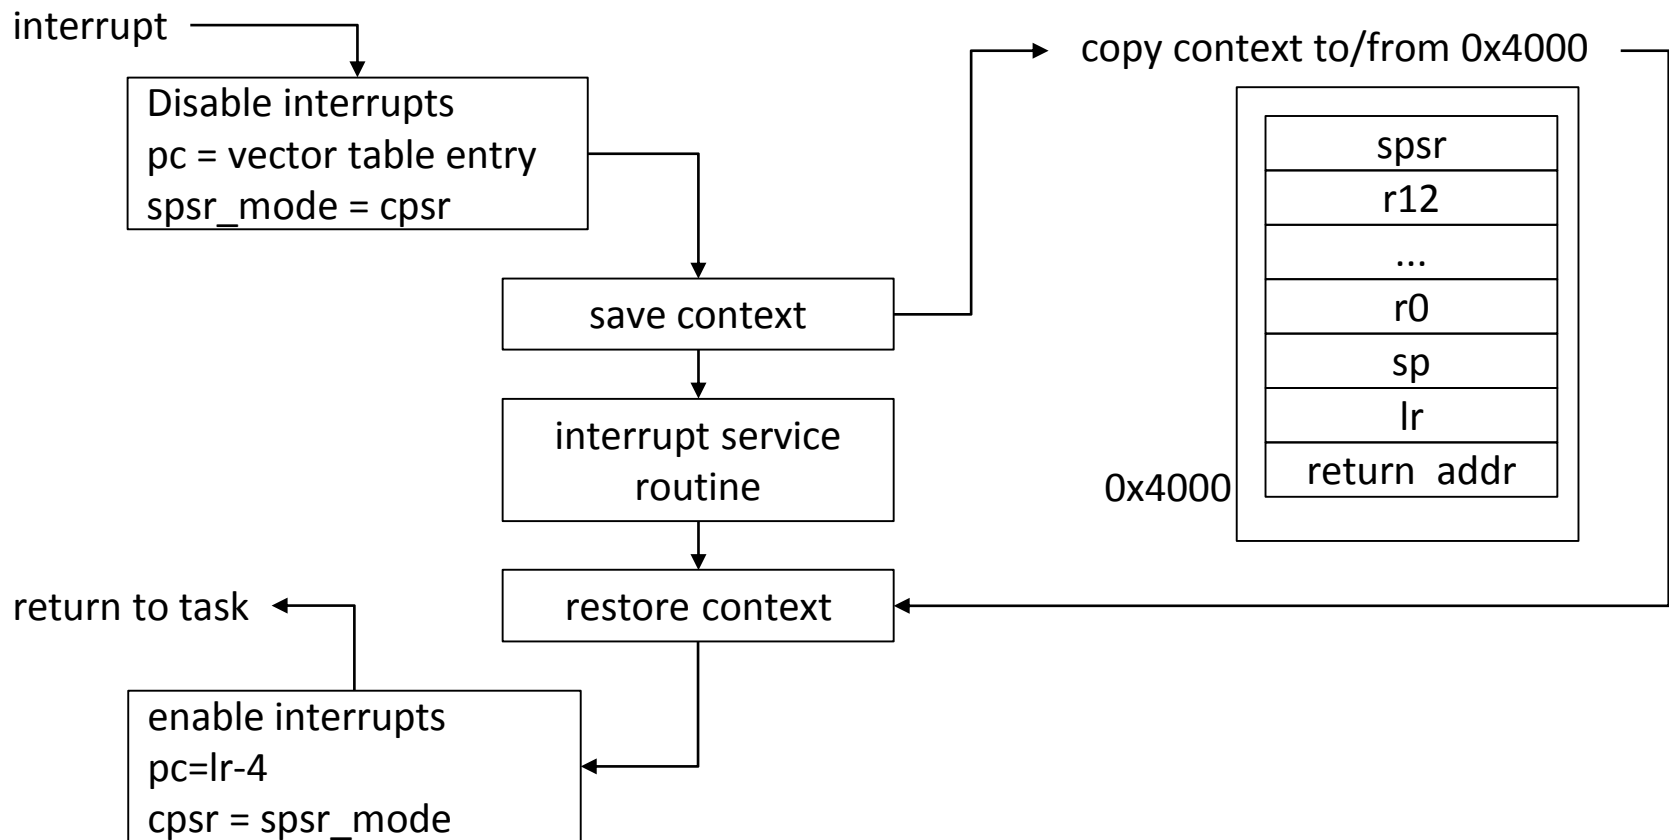 interrupt
Disable interrupts
pc = vector table entry
spsr_mode = cpsr
save context
interrupt service
routine
restore context
return to task
enable interrupts
pc=lr-4
cpsr = spsr_mode
copy context to/from 0x4000
spsr
r12
...
r0
sp
lr
return addr
0x4000